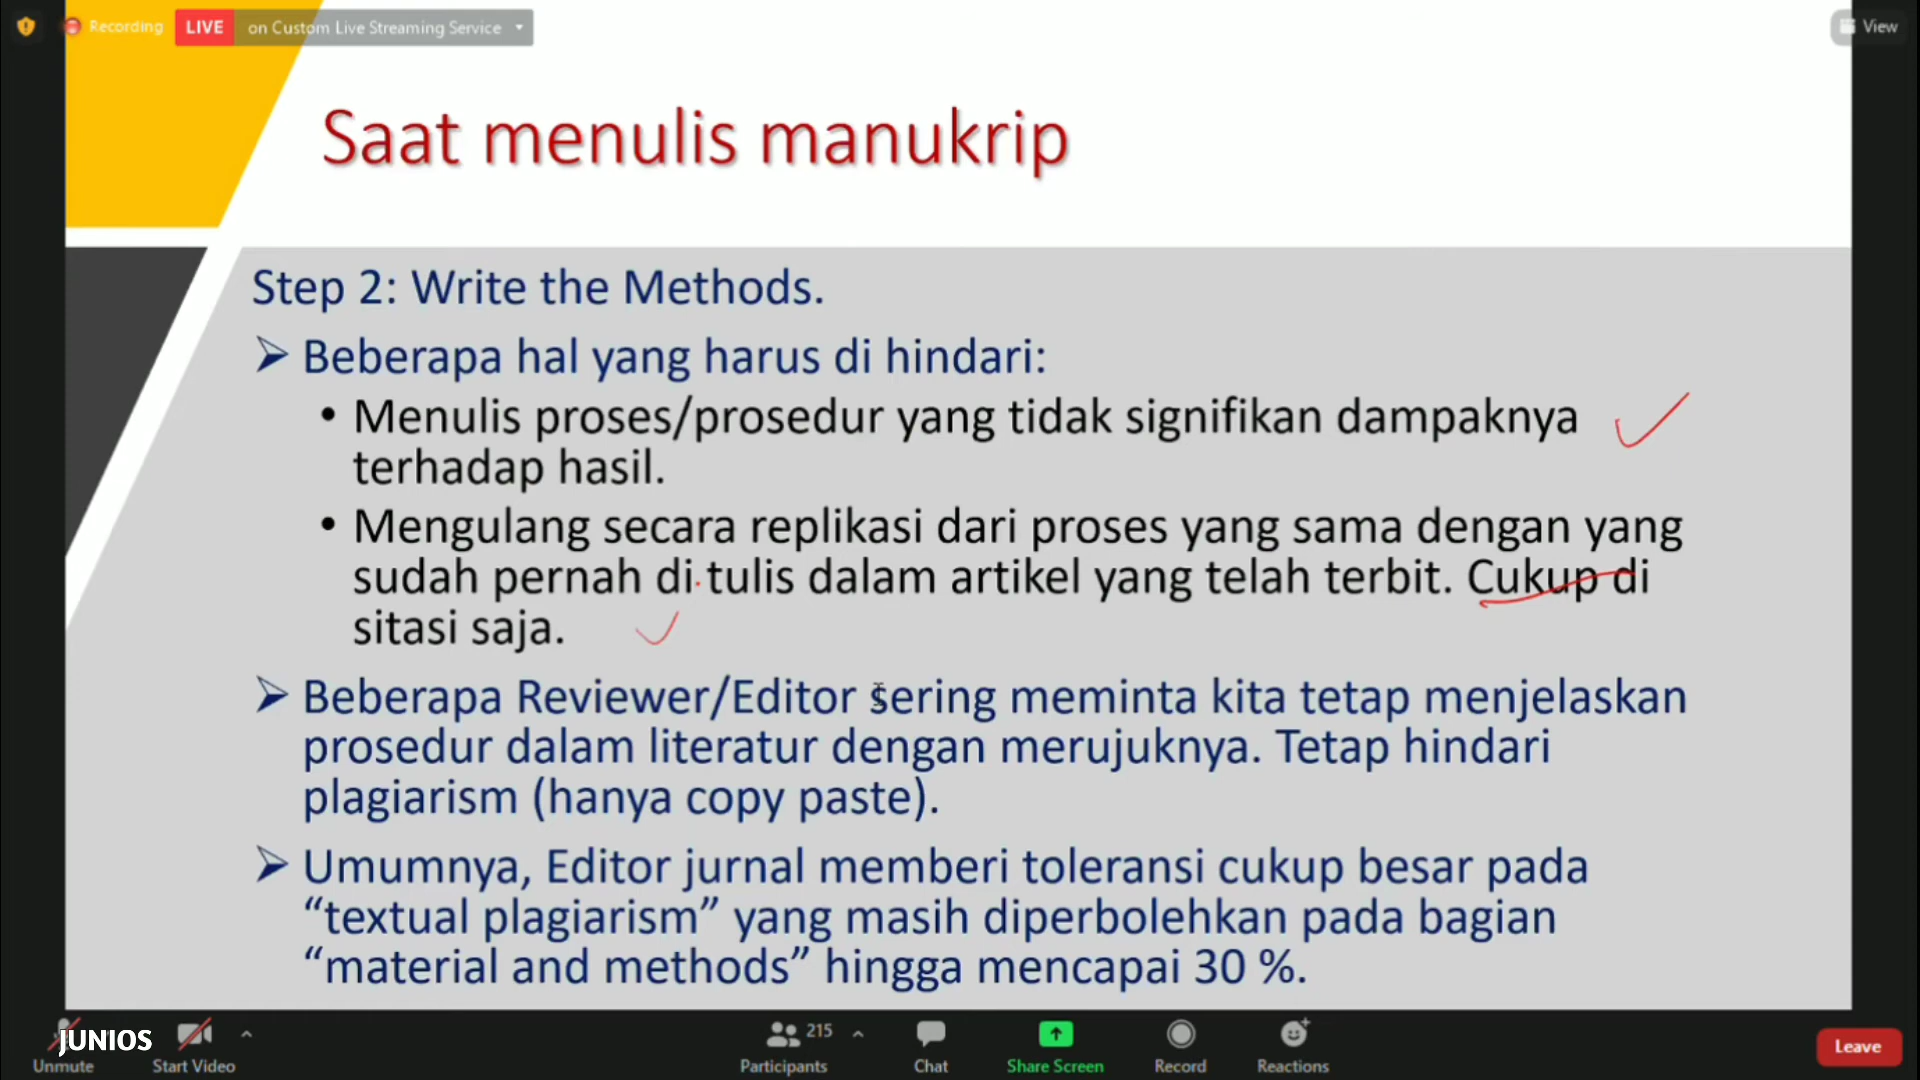 Recording
LIVE on Custom Live Streaming Service
View
Saat menulis manukrip
Step 2: Write the Methods.
Beberapa hal yang harus di hindari:
• Menulis proses/prosedur yang tidak signifikan dampaknya
terhadap hasil.
• Mengulang secara replikasi dari proses yang sama dengan yang
sudah pernah di tulis dalam artikel yang telah terbit. Cukup di
sitasi saja.
Beberapa Reviewer/Editor sering meminta kita tetap menjelaskan
prosedur dalam literatur dengan merujuknya. Tetap hindari
plagiarism (hanya copy paste).
Umumnya, Editor jurnal memberi toleransi cukup besar pada
“textual plagiarism” yang masih diperbolehkan pada bagian
“material and methods” hingga mencapai 30 %.
JUNIOS
215
Unmute
Start Video
Participants
Chat
Share Screen
Record
Reactions
Leave